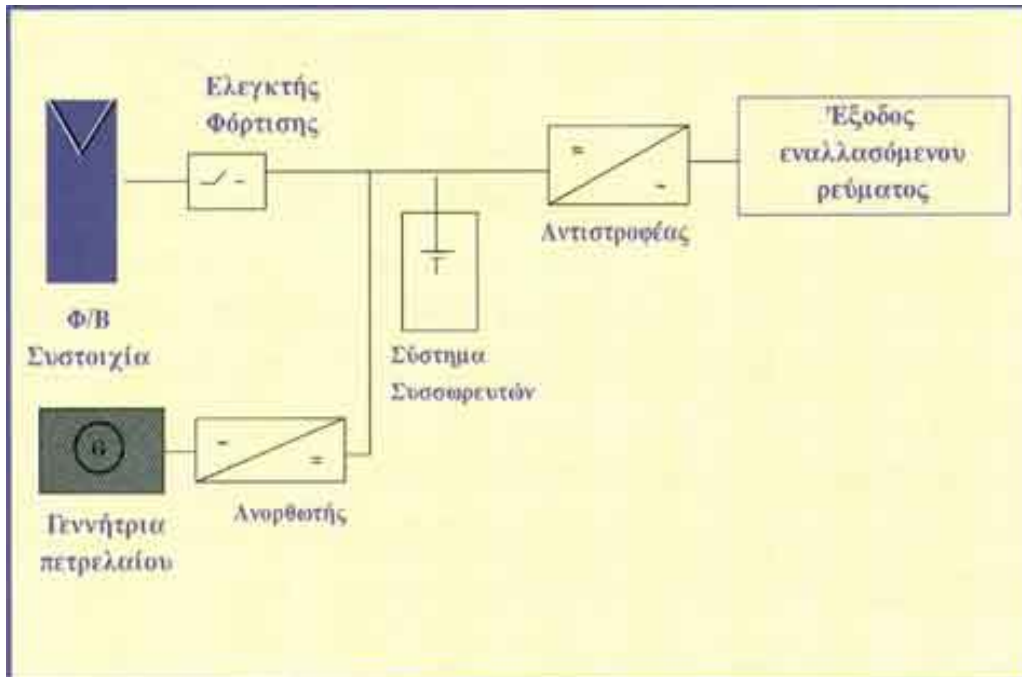 Ελεγκτής
Φόρτισης
Έξοδος
εναλλασόμενου
ρεύματος
Αντιστροφέας
Φ/Β
Συστοιχία
Σύστημα
Συσσωρευτών
G
Ανορθωτής
Γεννήτρια
πετρελαίου